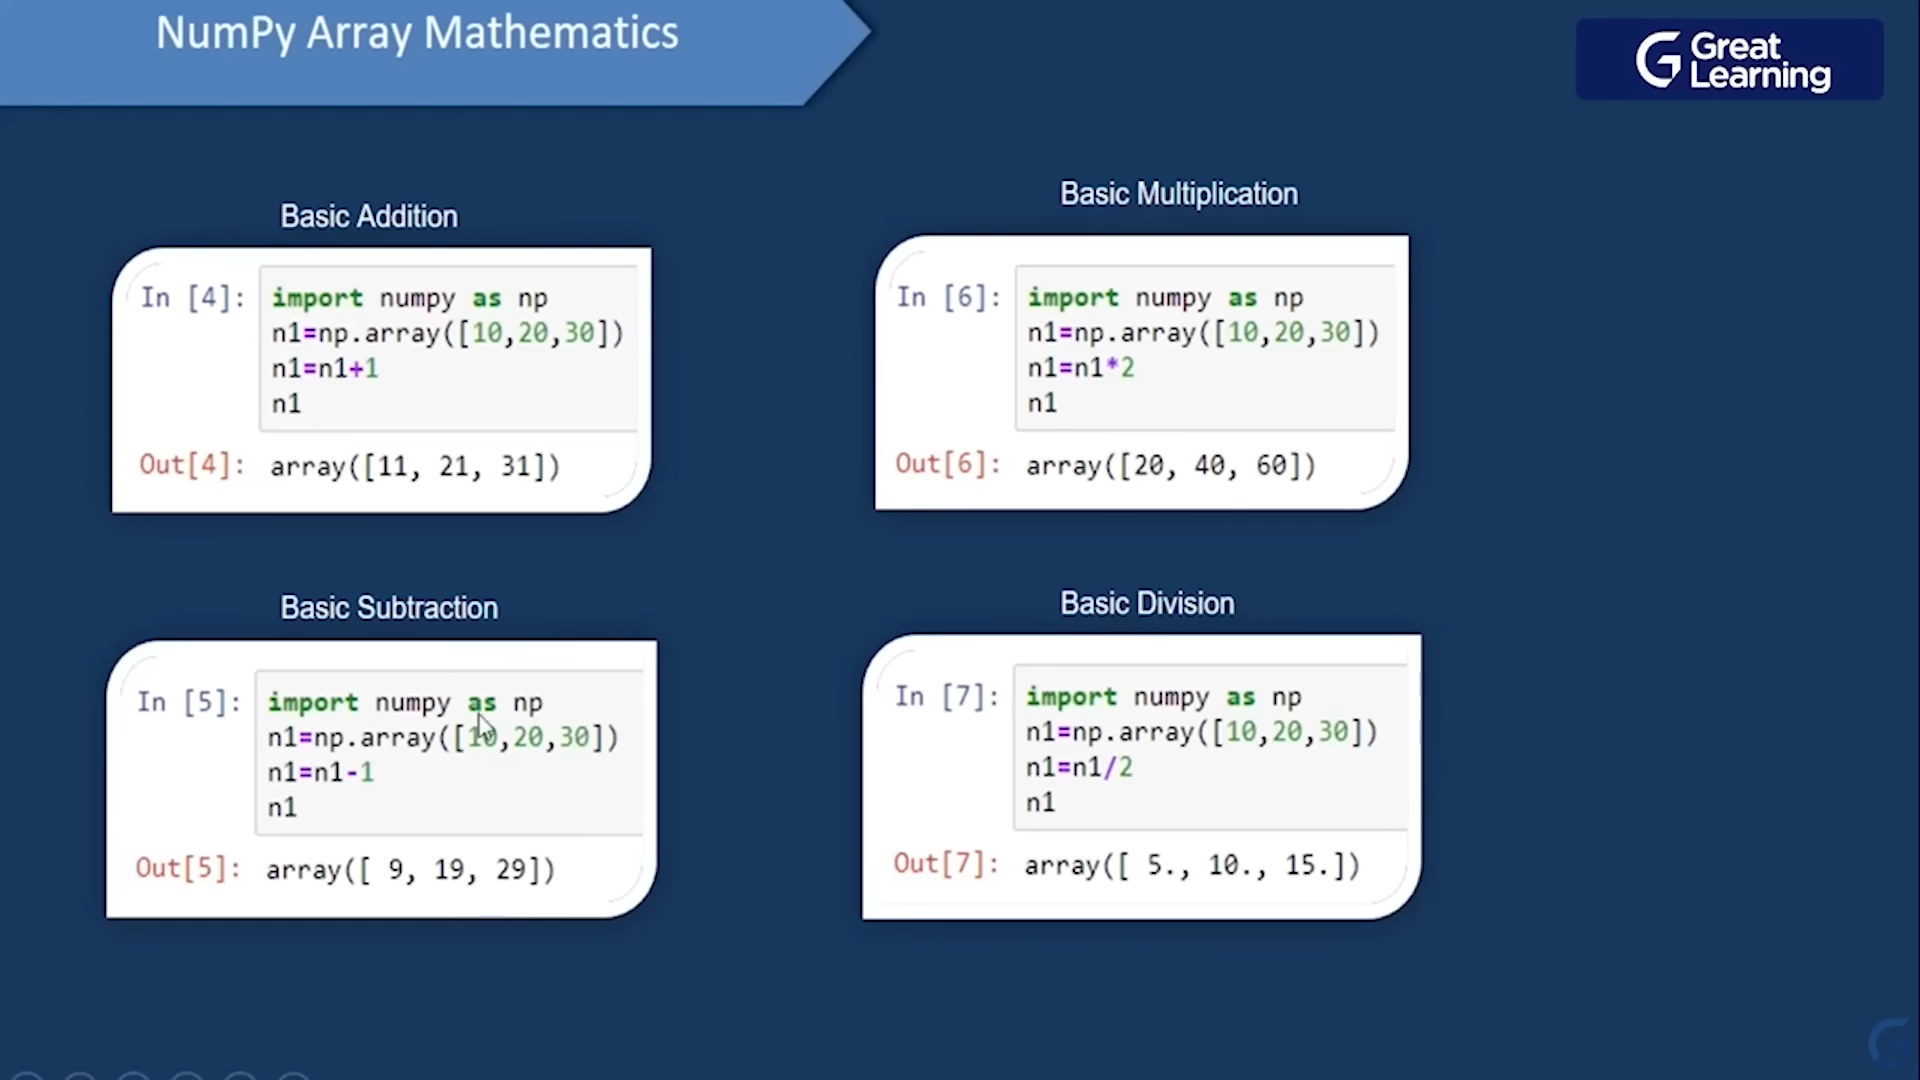 NumPy Array Mathematics
Great
Learning
Basic Addition
In [4]: import numpy as np
n1=np.array([10,20,30])
n1=n1+1
n1
Out[4]: array([11, 21, 31])
Basic Multiplication
In [6]: import numpy as np
n1=np.array([10,20,30])
n1=n1*2
n1
Out[6]: array([20, 40, 60])
Basic Subtraction
In [5]: import numpy as np
n1=np.array([10,20,30])
n1=n1-1
n1
Out[5]: array([ 9, 19, 29])
Basic Division
In [7]: import numpy as np
n1=np.array([10,20,30])
n1=n1/2
n1
Out[7]: array([ 5., 10., 15.])